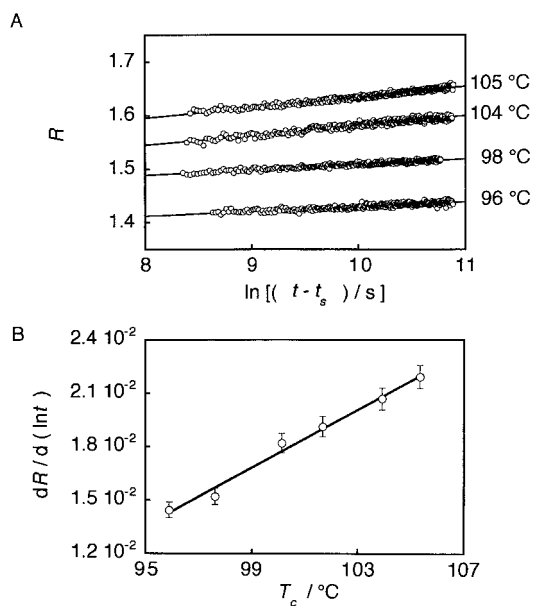 A
1.7
1.6
1.5
1.4
R
105 °C
104 °C
98 °C
96 °C
8 9 10 11
ln [( t - t_s ) / s ]
B
2.4 10⁻²
2.1 10⁻²
1.8 10⁻²
1.5 10⁻²
1.2 10⁻²
dR / d ( lnt )
95 99 103 107
T_c / °C